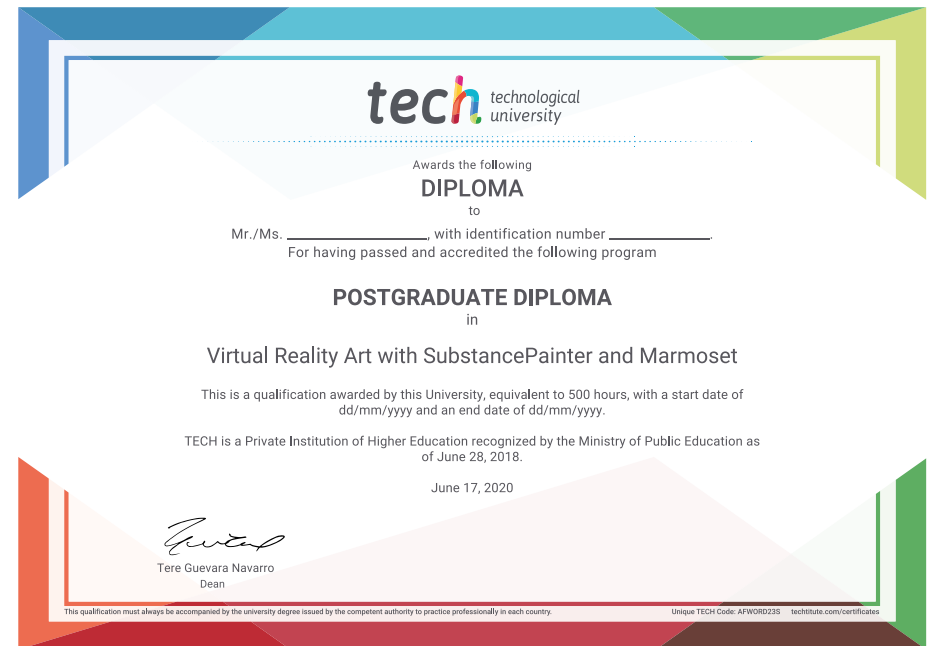 tech technological
university
Awards the following
DIPLOMA
to
Mr./Ms. ____________________, with identification number ______________.
For having passed and accredited the following program
POSTGRADUATE DIPLOMA
in
Virtual Reality Art with SubstancePainter and Marmoset
This is a qualification awarded by this University, equivalent to 500 hours, with a start date of
dd/mm/yyyy and an end date of dd/mm/yyyy.
TECH is a Private Institution of Higher Education recognized by the Ministry of Public Education as
of June 28, 2018.
June 17, 2020
Tere Guevara Navarro
Dean
This qualification must always be accompanied by the university degree issued by the competent authority to practice professionally in each country.
Unique TECH Code: AFWORD23S techtitute.com/certificates